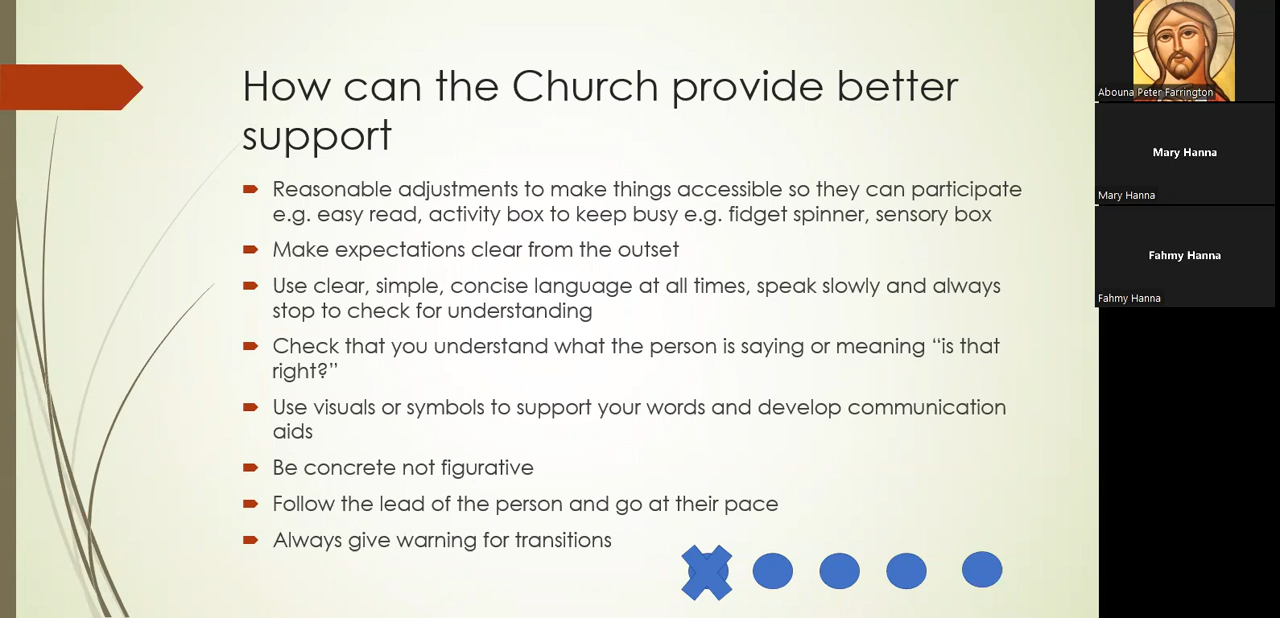 How can the Church provide better
support
Reasonable adjustments to make things accessible so they can participate
e.g. easy read, activity box to keep busy e.g. fidget spinner, sensory box
Make expectations clear from the outset
Use clear, simple, concise language at all times, speak slowly and always
stop to check for understanding
Check that you understand what the person is saying or meaning “is that
right?”
Use visuals or symbols to support your words and develop communication
aids
Be concrete not figurative
Follow the lead of the person and go at their pace
Always give warning for transitions
Abouna Peter Farrington
Mary Hanna
Mary Hanna
Fahmy Hanna
Fahmy Hanna